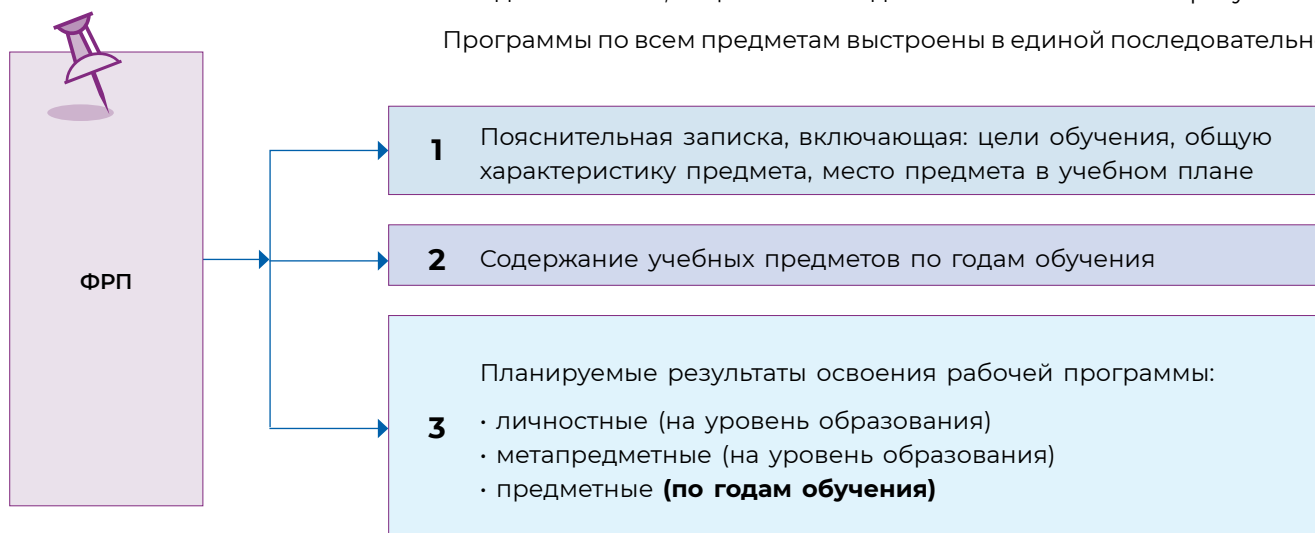 Программы по всем предметам выстроены в единой
ФРП
1 Пояснительная записка, включающая: цели обучения, общую
характеристику предмета, место предмета в учебном плане
2 Содержание учебных предметов по годам обучения
3 Планируемые результаты освоения рабочей программы:
· личностные (на уровень образования)
· метапредметные (на уровень образования)
· предметные (по годам обучения)